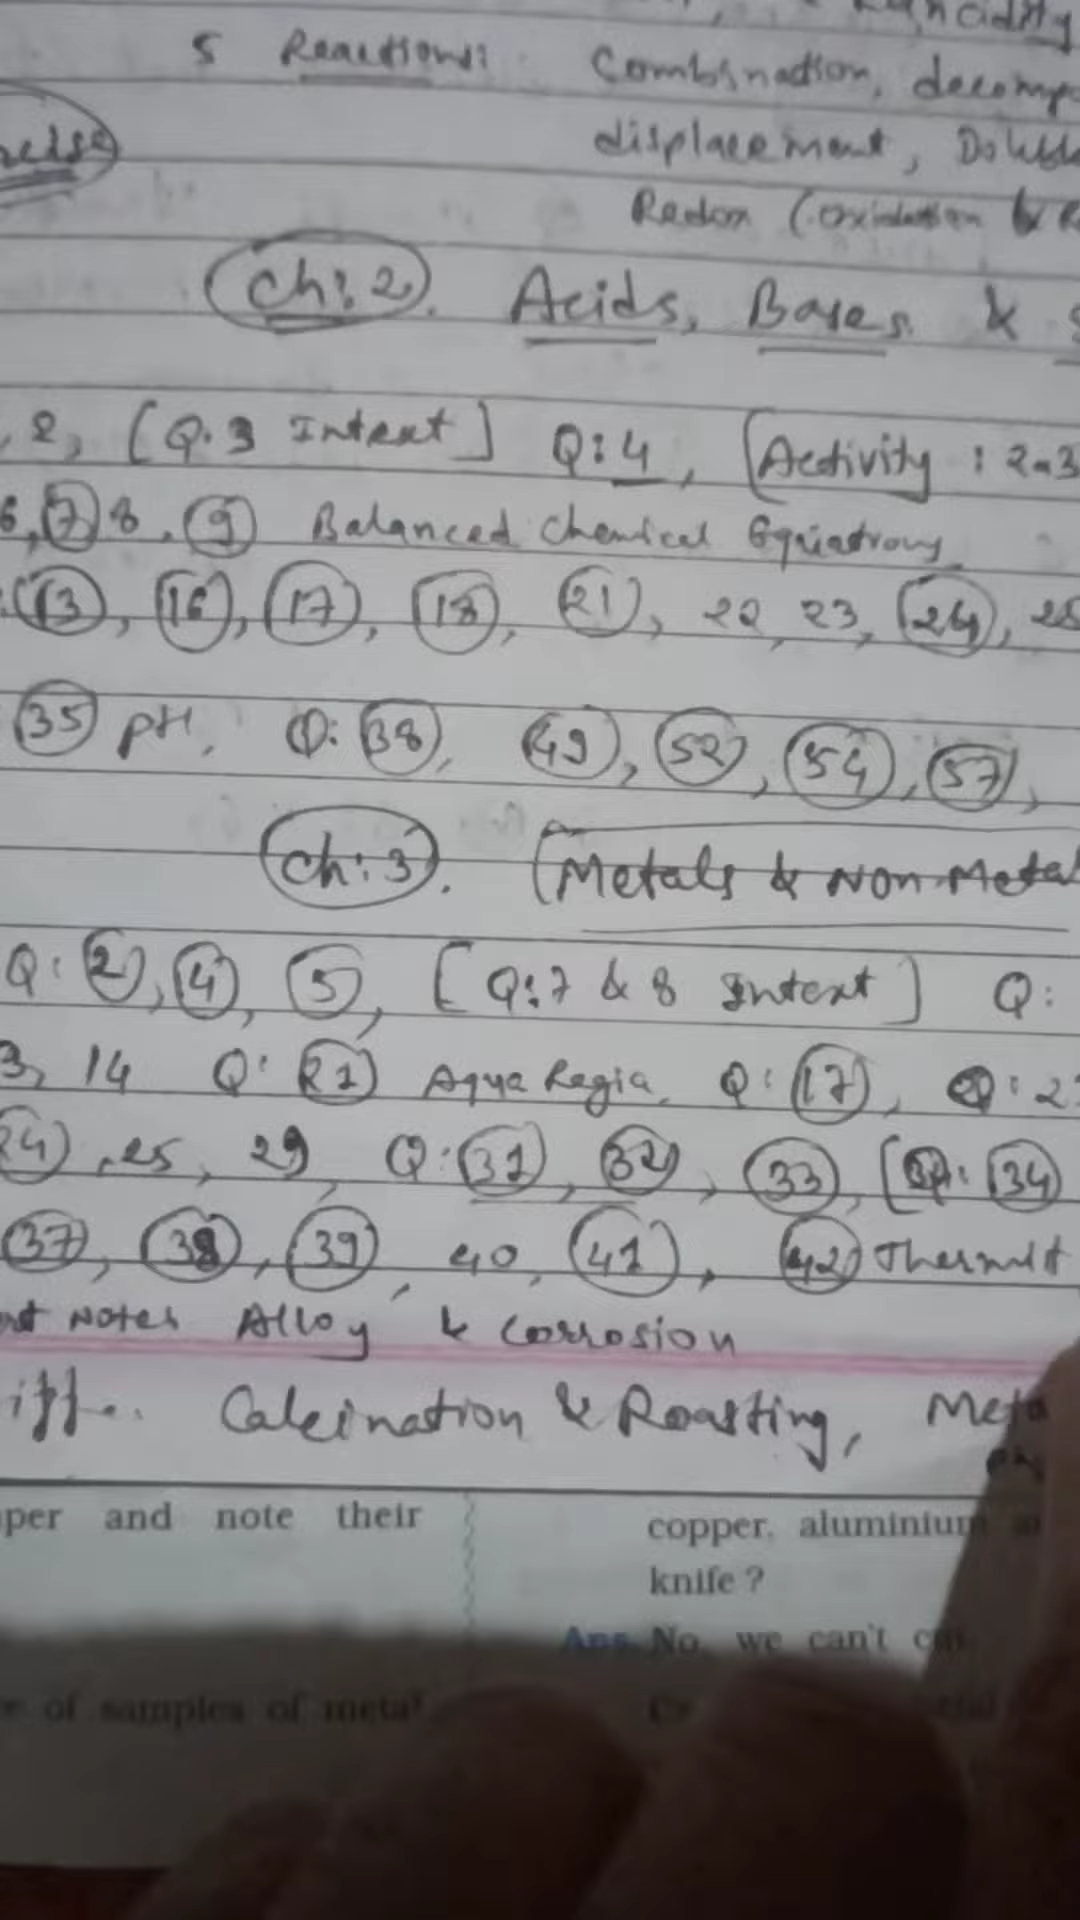 5 Reactions: Combination, decomp
displacement, Double
Redox (oxidation & R
Ch: 2. Acids, Bases &
, 2, [Q.3 Intext] Q:4, [Activity : 2.3
6, 7 8, 9 Balanced Chemical Equations
13, 16, 17, 18, 21, 22, 23, 24, 25
35 pH, Q: 38, 49, 52, 54, 57,
Ch: 3. (Metals & Non-Metal
Q: 2, 4, 5, [Q:7 & 8 Intext] Q:
3, 14 Q: 21 Aqua Regia, Q: 17, Q: 2
24, 25, 29, Q: 31, 32, 33, [Q: 34
37, 38, 39, 40, 41, 42 Thermit
Notes Alloy & Corrosion
iff. Calcination & Roasting, Meta
per and note their
copper, aluminium
knife ?
Ans. No, we can't
of samples of metal